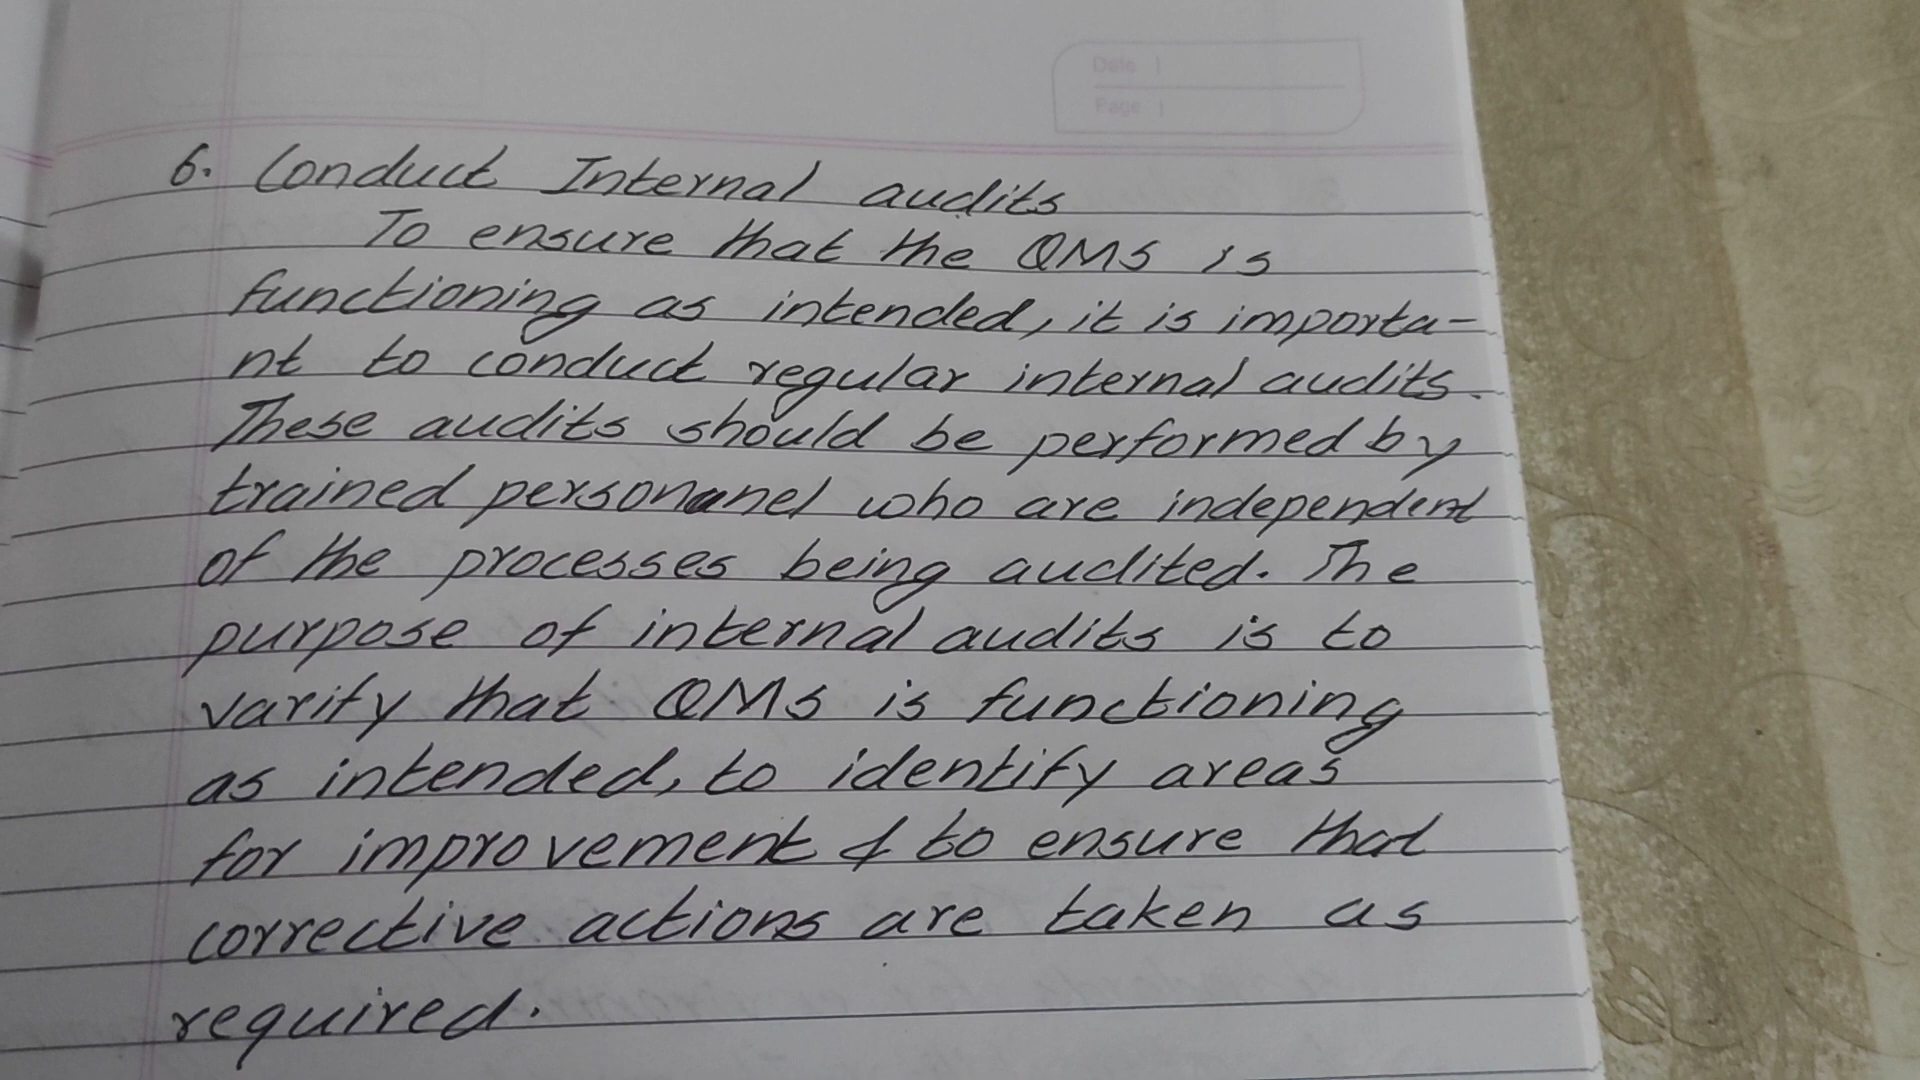 Date
Page
6. Conduct Internal audits
To ensure that the QMS is
functioning as intended, it is importa-
nt to conduct regular internal audits.
These audits should be performed by
trained personannel who are independent
of the processes being audited. The
purpose of internal audits is to
varify that QMS is functioning
as intended, to identify areas
for improvement & to ensure that
corrective actions are taken as
required.